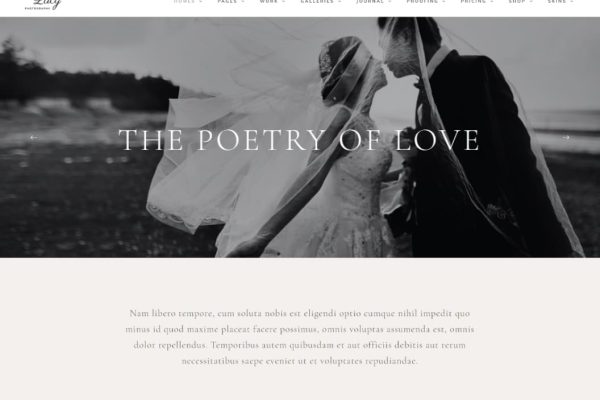 Lucy
PHOTOGRAPHY
HOMES PAGES WORK GALLERIES JOURNAL PROOFING PRICING SHOP SKINS
THE POETRY OF LOVE
Nam libero tempore, cum soluta nobis est eligendi optio cumque nihil impedit quo
minus id quod maxime placeat facere possimus, omnis voluptas assumenda est, omnis
dolor repellendus. Temporibus autem quibusdam et aut officiis debitis aut rerum
necessitatibus saepe eveniet ut et voluptates repudiandae.